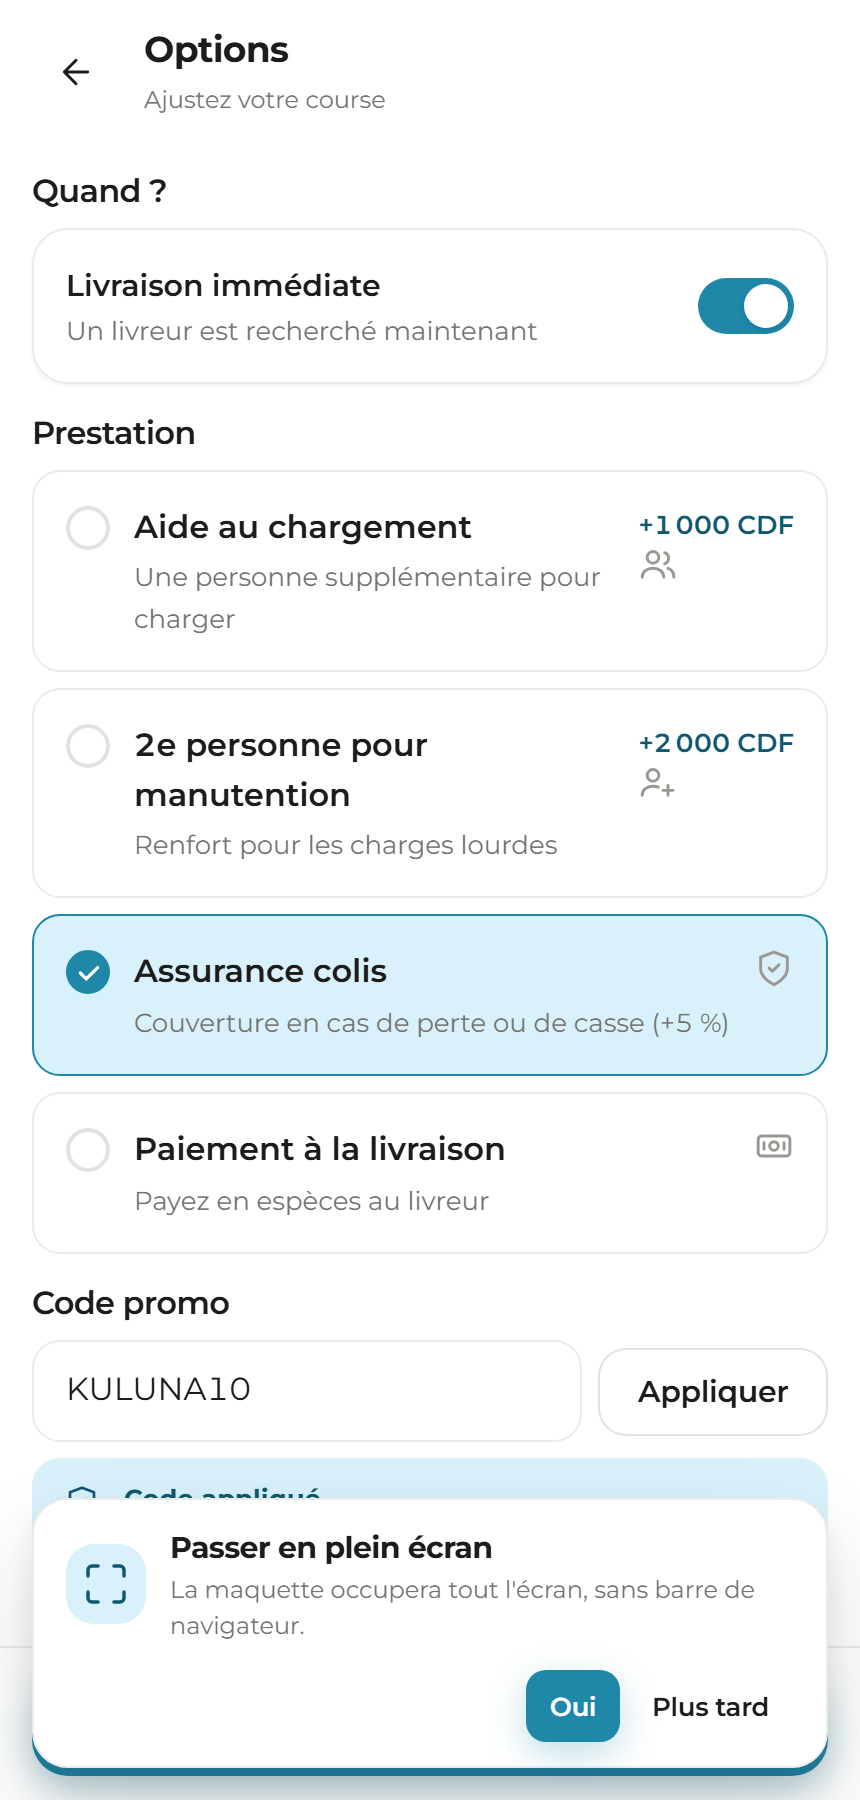 Options
Ajustez votre course
Quand ?
Livraison immédiate
Un livreur est recherché maintenant
Prestation
Aide au chargement
+1 000 CDF
Une personne supplémentaire pour
charger
2e personne pour
manutention
+2 000 CDF
Renfort pour les charges lourdes
Assurance colis
Couverture en cas de perte ou de casse (+5 %)
Paiement à la livraison
Payez en espèces au livreur
Code promo
KULUNA10
Appliquer
Code appliqué
Passer en plein écran
La maquette occupera tout l'écran, sans barre de
navigateur.
Oui
Plus tard